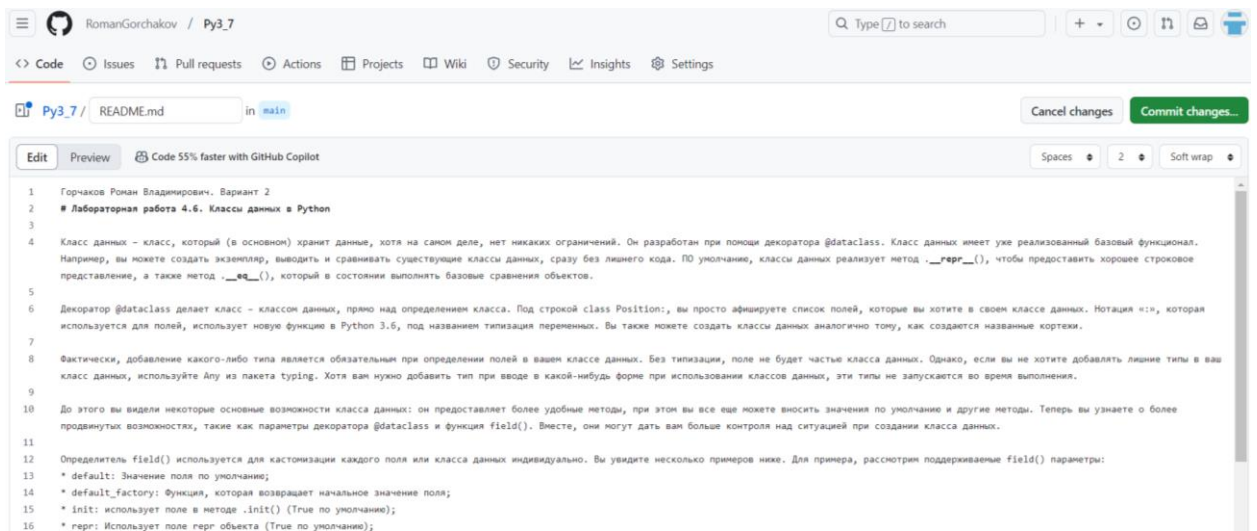 RomanGorchakov / Py3_7
Type / to search
<> Code Issues Pull requests Actions Projects Wiki Security Insights Settings
Py3_7 / README.md in main
Cancel changes Commit changes...
Edit Preview Code 55% faster with GitHub Copilot
Spaces 2 Soft wrap
1 Горчаков Роман Владимирович. Вариант 2
2 # Лабораторная работа 4.6. Классы данных в Python
3
4 Класс данных – класс, который (в основном) хранит данные, хотя на самом деле, нет никаких ограничений. Он разработан при помощи декоратора @dataclass. Класс данных имеет уже реализованный базовый функционал.
Например, вы можете создать экземпляр, выводить и сравнивать существующие классы данных, сразу без лишнего кода. ПО умолчанию, классы данных реализует метод .__repr__(), чтобы предоставить хорошее строковое
представление, а также метод .__eq__(), который в состоянии выполнять базовые сравнения объектов.
5
6 Декоратор @dataclass делает класс – классом данных, прямо над определением класса. Под строкой class Position:, вы просто афишируете список полей, которые вы хотите в своем классе данных. Нотация «:», которая
используется для полей, использует новую функцию в Python 3.6, под названием типизация переменных. Вы также можете создать классы данных аналогично тому, как создаются названные кортежи.
7
8 Фактически, добавление какого-либо типа является обязательным при определении полей в вашем классе данных. Без типизации, поле не будет частью класса данных. Однако, если вы не хотите добавлять лишние типы в ваш
класс данных, используйте Any из пакета typing. Хотя вам нужно добавить тип при вводе в какой-нибудь форме при использовании классов данных, эти типы не запускаются во время выполнения.
9
10 До этого вы видели некоторые основные возможности класса данных: он предоставляет более удобные методы, при этом вы все еще можете вносить значения по умолчанию и другие методы. Теперь вы узнаете о более
продвинутых возможностях, такие как параметры декоратора @dataclass и функция field(). Вместе, они могут дать вам больше контроля над ситуацией при создании класса данных.
11
12 Определитель field() используется для кастомизации каждого поля или класса данных индивидуально. Вы увидите несколько примеров ниже. Для примера, рассмотрим поддерживаемые field() параметры:
13 * default: Значение поля по умолчанию;
14 * default_factory: Функция, которая возвращает начальное значение поля;
15 * init: использует поле в методе .init() (True по умолчанию);
16 * repr: Использует поле repr объекта (True по умолчанию);